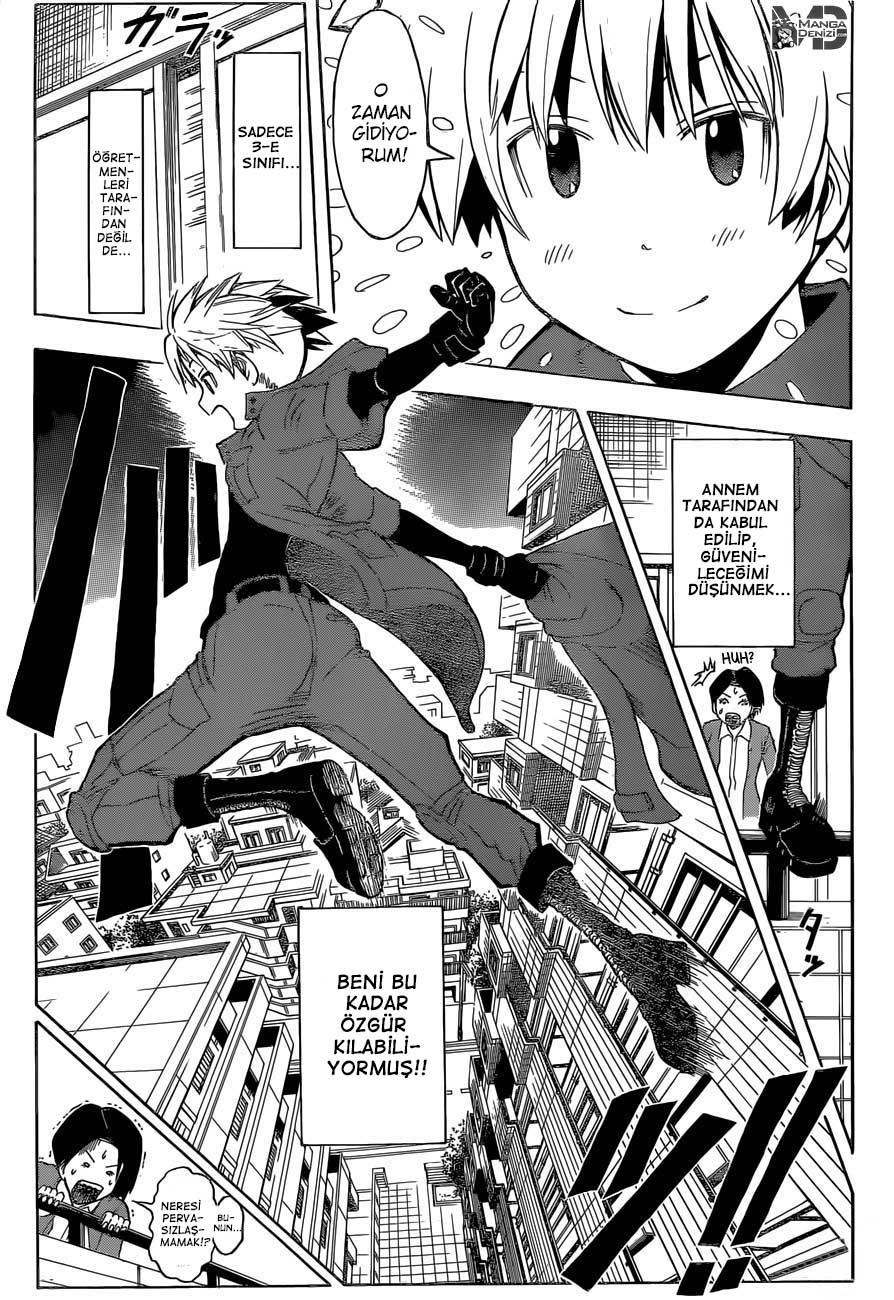 MD
MANGA
DENİZİ
O
ZAMAN
GİDİYO-
RUM!
ガラッ
SADECE
3-E
SINIFI...
ÖĞRET-
MEN-
LERİ
TARA-
FIN-
DAN
DEĞİL
DE...
ANNEM
TARAFINDAN
DA KABUL
EDİLİP,
GÜVENİ-
LECEĞİMİ
DÜŞÜNMEK...
HUH?
タッ
BENİ BU
KADAR
ÖZGÜR
KILABİLİ-
YORMUŞ!!
BU-
NUN...
NERESİ
PERVA-
SIZLAŞ-
MAMAK!?